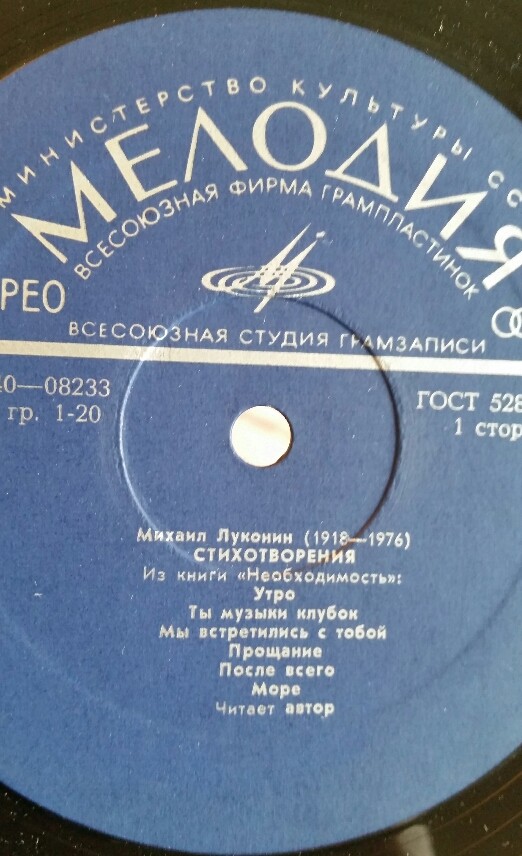 МИНИСТЕРСТВО КУЛЬТУРЫ СС
МЕЛОДИЯ
ВСЕСОЮЗНАЯ ФИРМА ГРАМПЛАСТИНОК
РЕО
ВСЕСОЮЗНАЯ СТУДИЯ ГРАМЗАПИСИ
40—08233
ГОСТ 528
гр. 1-20
1 стор
Михаил Луконин (1918—1976)
СТИХОТВОРЕНИЯ
Из книги «Необходимость»:
Утро
Ты музыки клубок
Мы встретились с тобой
Прощание
После всего
Море
Читает автор